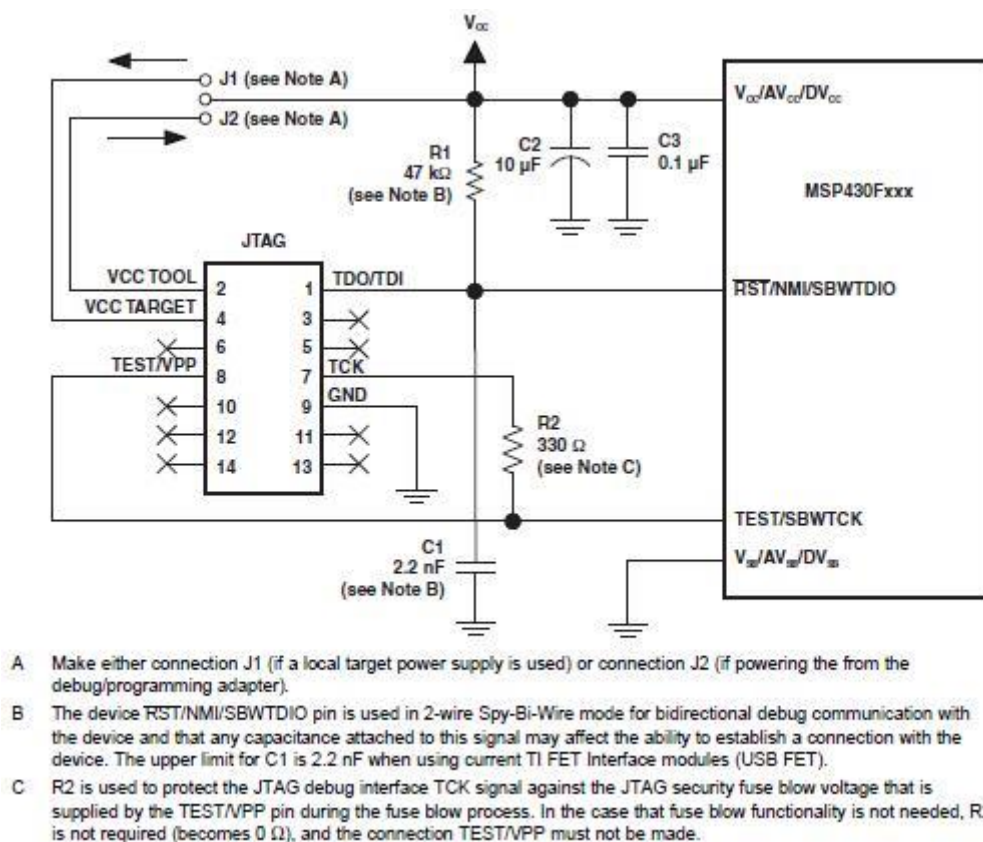 Vcc
J1 (see Note A)
J2 (see Note A)
R1
47 kΩ
(see Note B)
C2
10 µF
C3
0.1 µF
Vcc/AVcc/DVcc
MSP430Fxxx
JTAG
VCC TOOL
VCC TARGET
TEST/VPP
2 1
4 3
6 5
8 7
10 9
12 11
14 13
TDO/TDI
TCK
GND
RST/NMI/SBWTDIO
R2
330 Ω
(see Note C)
TEST/SBWTCK
Vss/AVss/DVss
C1
2.2 nF
(see Note B)
A Make either connection J1 (if a local target power supply is used) or connection J2 (if powering the from the
debug/programming adapter).
B The device RST/NMI/SBWTDIO pin is used in 2-wire Spy-Bi-Wire mode for bidirectional debug communication with
the device and that any capacitance attached to this signal may affect the ability to establish a connection with the
device. The upper limit for C1 is 2.2 nF when using current TI FET Interface modules (USB FET).
C R2 is used to protect the JTAG debug interface TCK signal against the JTAG security fuse blow voltage that is
supplied by the TEST/VPP pin during the fuse blow process. In the case that fuse blow functionality is not needed,
is not required (becomes 0 Ω), and the connection TEST/VPP must not be made.